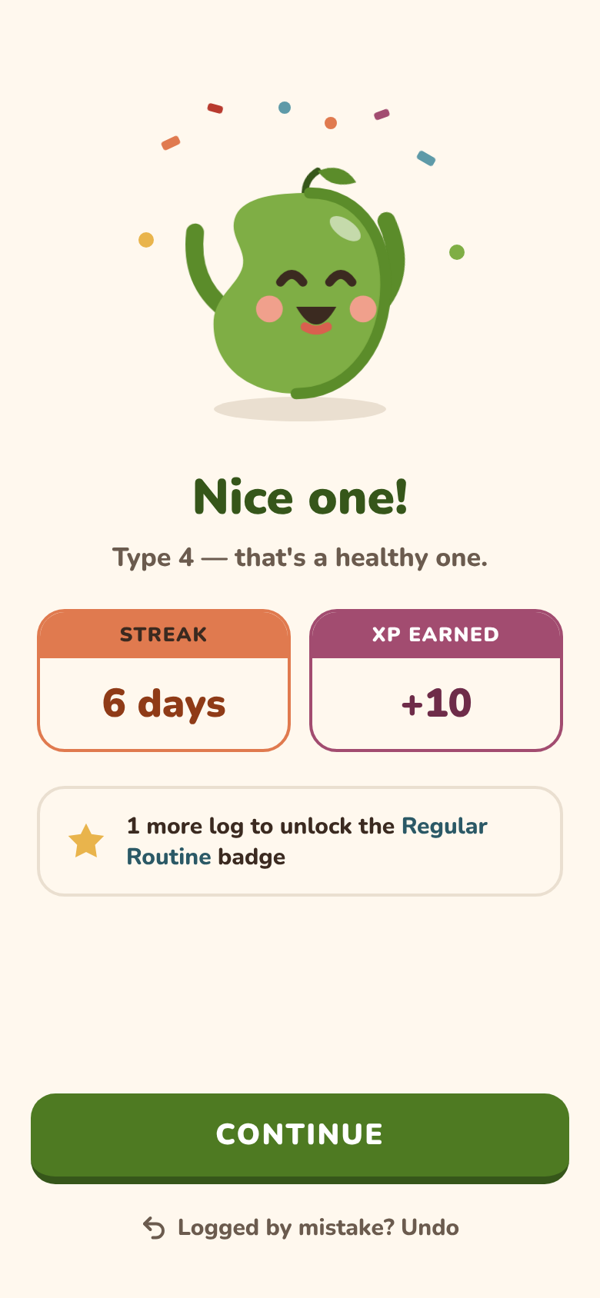 Nice one!
Type 4 — that's a healthy one.
STREAK
6 days
XP EARNED
+10
1 more log to unlock the Regular
Routine badge
CONTINUE
Logged by mistake? Undo